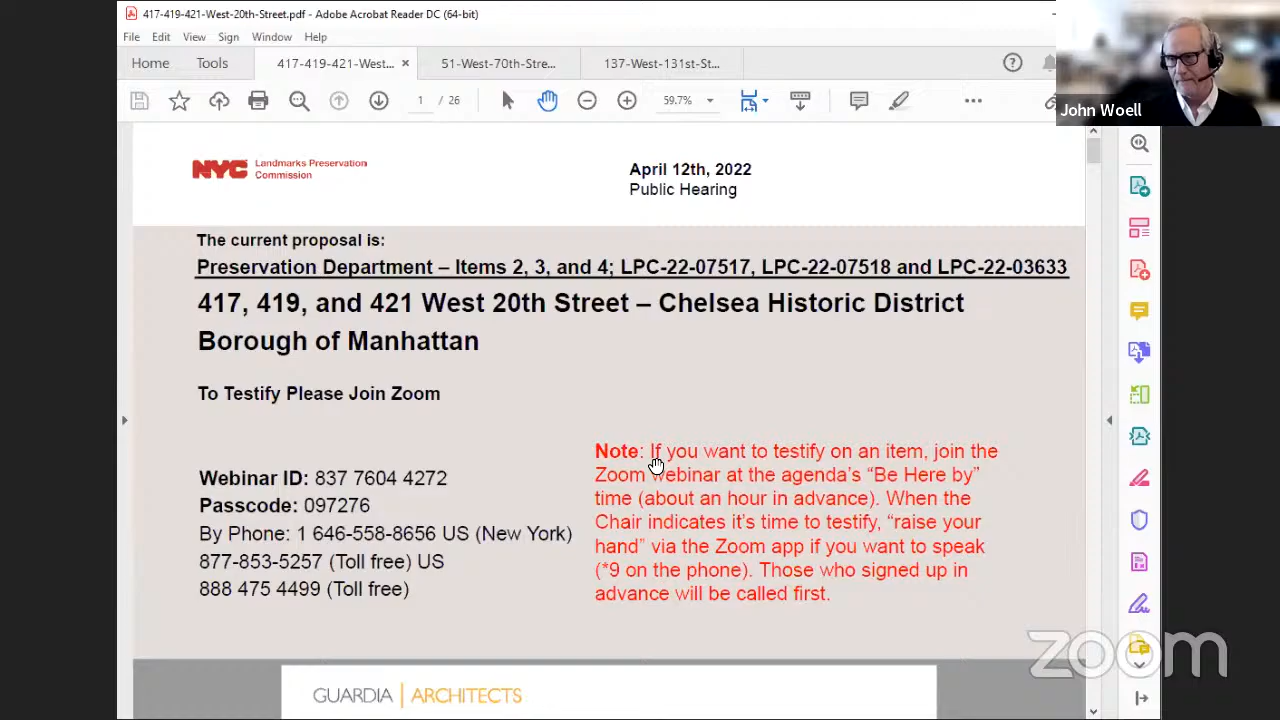 417-419-421-West-20th-Street.pdf - Adobe Acrobat Reader DC (64-bit)
File Edit View Sign Window Help
Home Tools 417-419-421-West... × 51-West-70th-Stre... 137-West-131st-St...
1 / 26 59.7%
John Woell
NYC Landmarks Preservation
Commission
April 12th, 2022
Public Hearing
The current proposal is:
Preservation Department – Items 2, 3, and 4; LPC-22-07517, LPC-22-07518 and LPC-22-03633
417, 419, and 421 West 20th Street – Chelsea Historic District
Borough of Manhattan
To Testify Please Join Zoom
Webinar ID: 837 7604 4272
Passcode: 097276
By Phone: 1 646-558-8656 US (New York)
877-853-5257 (Toll free) US
888 475 4499 (Toll free)
Note: If you want to testify on an item, join the
Zoom webinar at the agenda’s “Be Here by”
time (about an hour in advance). When the
Chair indicates it’s time to testify, “raise your
hand” via the Zoom app if you want to speak
(*9 on the phone). Those who signed up in
advance will be called first.
zoom
GUARDIA | ARCHITECTS